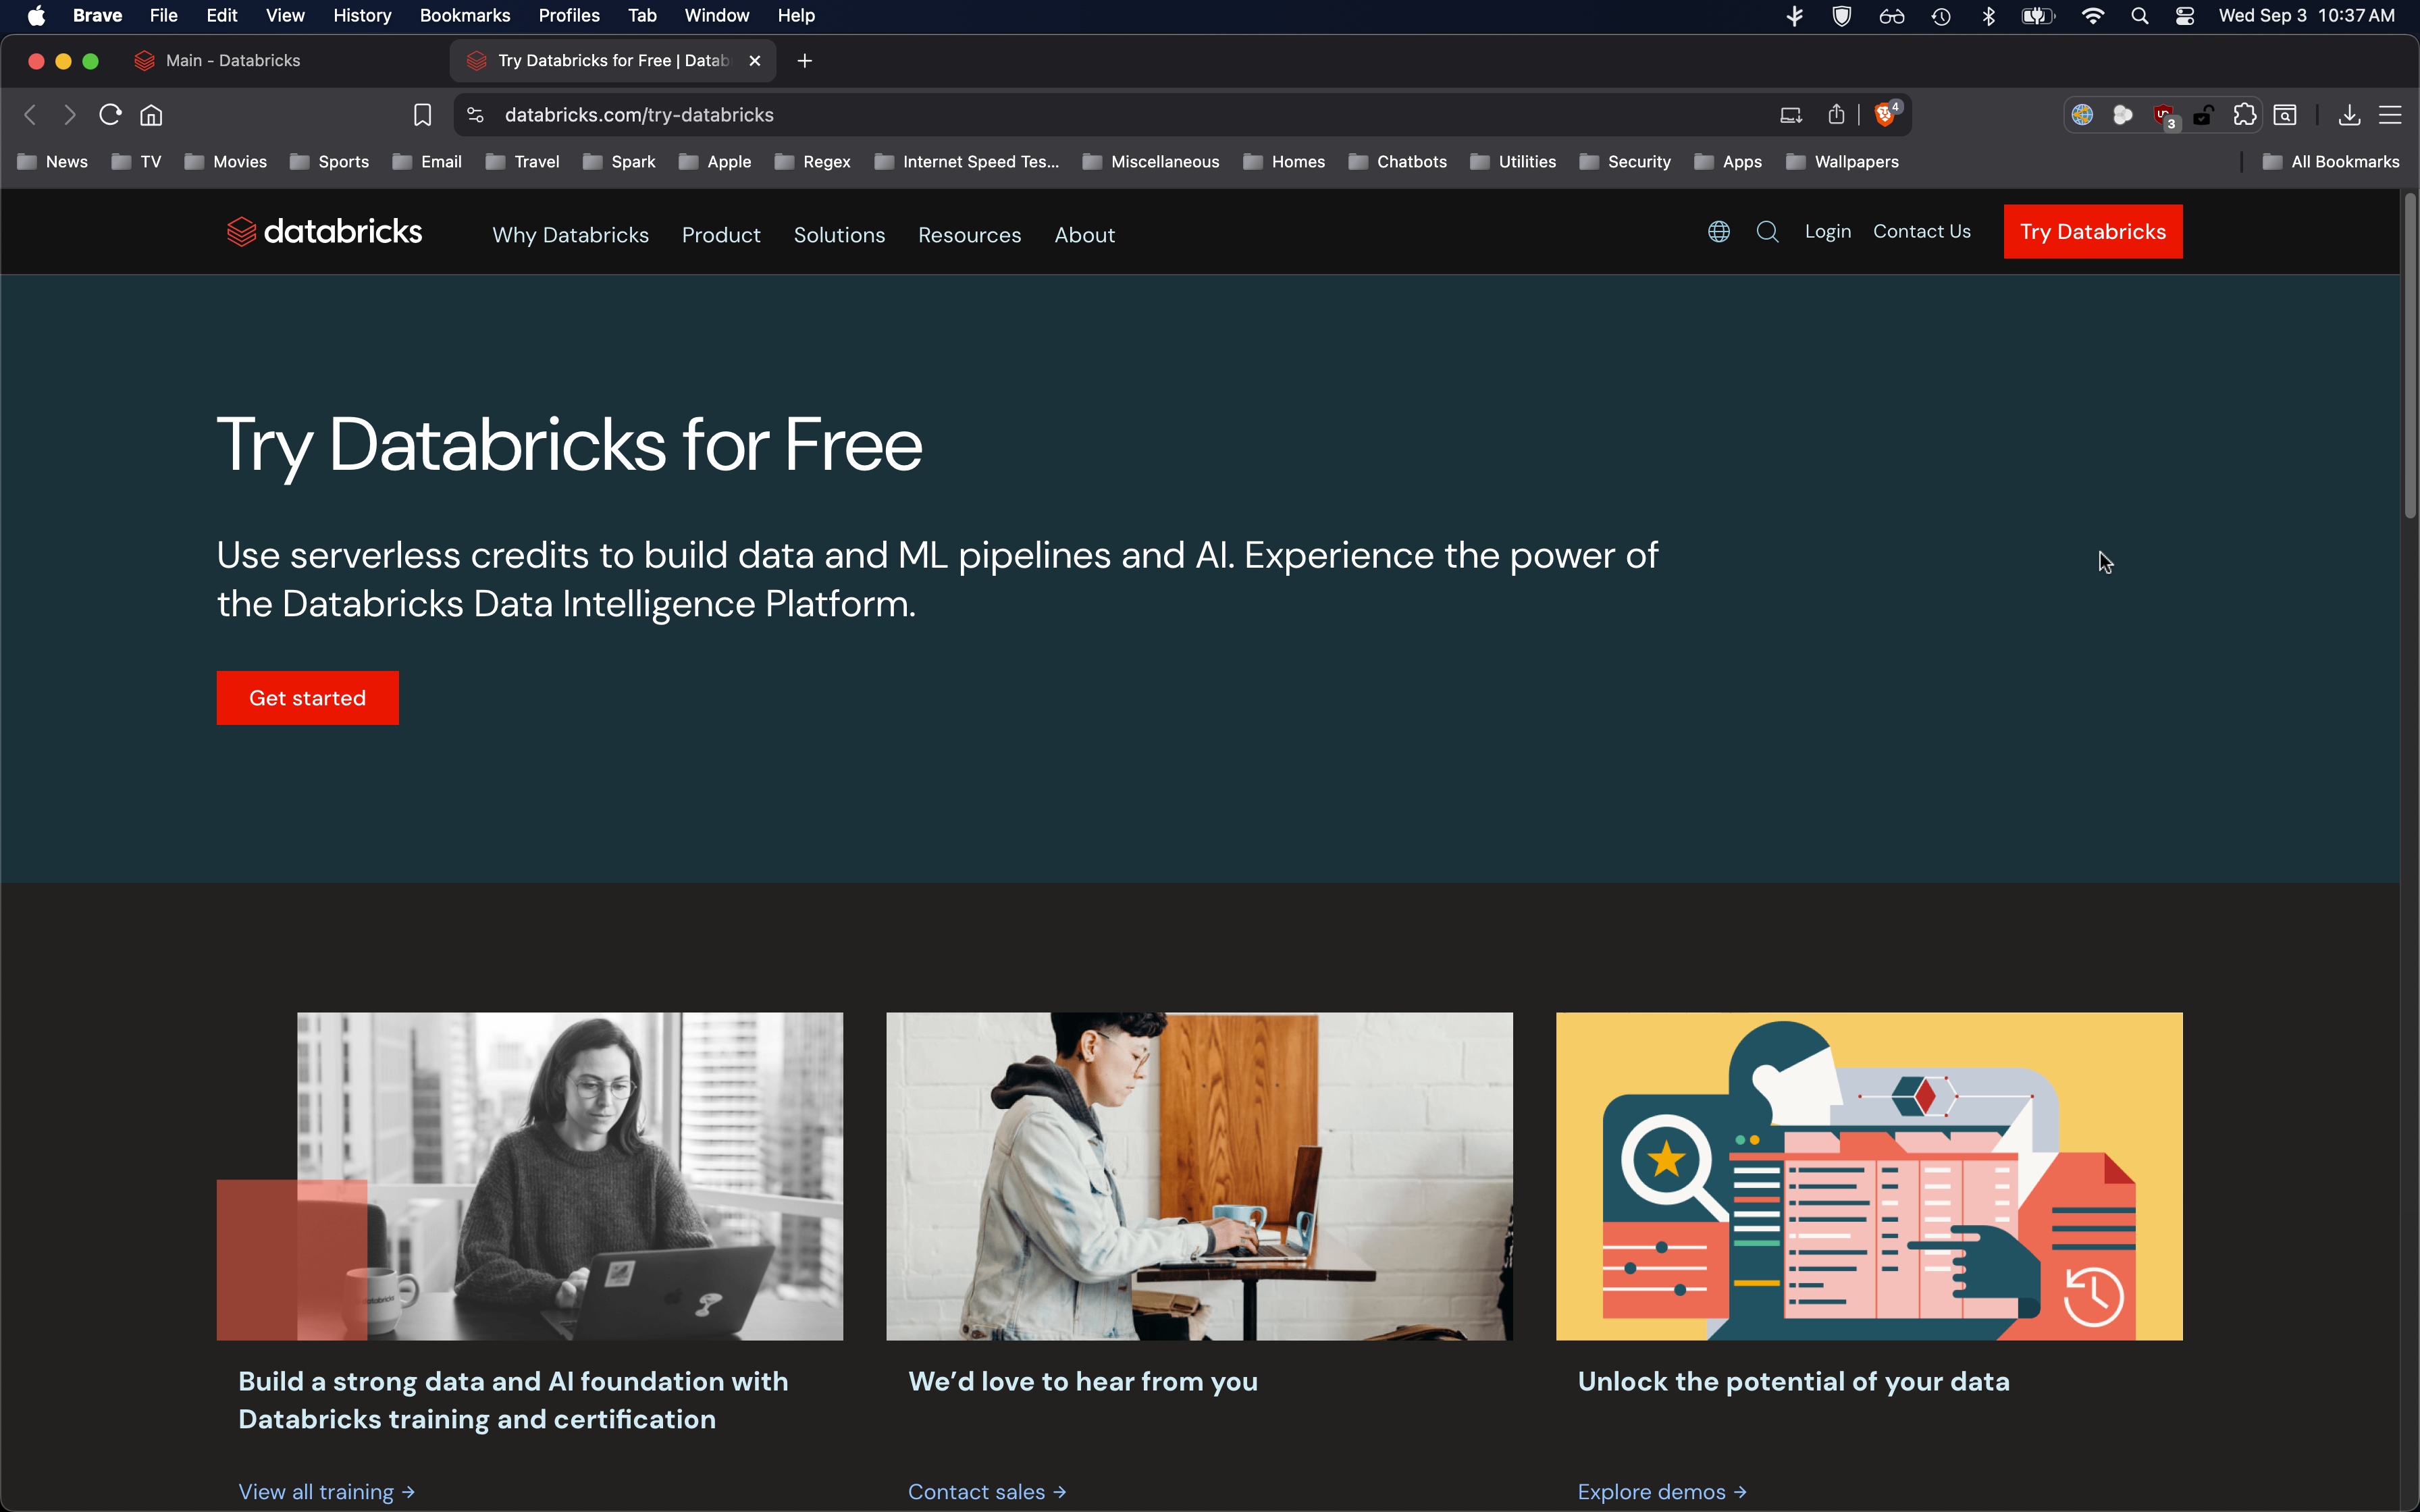 Brave File Edit View History Bookmarks Profiles Tab Window Help Wed Sep 3 10:37 AM
Main - Databricks Try Databricks for Free | Datab
databricks.com/try-databricks 4 3
News TV Movies Sports Email Travel Spark Apple Regex Internet Speed Tes... Miscellaneous Homes Chatbots Utilities Security Apps Wallpapers All Bookmarks
databricks Why Databricks Product Solutions Resources About Login Contact Us Try Databricks
Try Databricks for Free
Use serverless credits to build data and ML pipelines and AI. Experience the power of
the Databricks Data Intelligence Platform.
Get started
databricks
Build a strong data and AI foundation with
Databricks training and certification
View all training →
We’d love to hear from you
Contact sales →
Unlock the potential of your data
Explore demos →